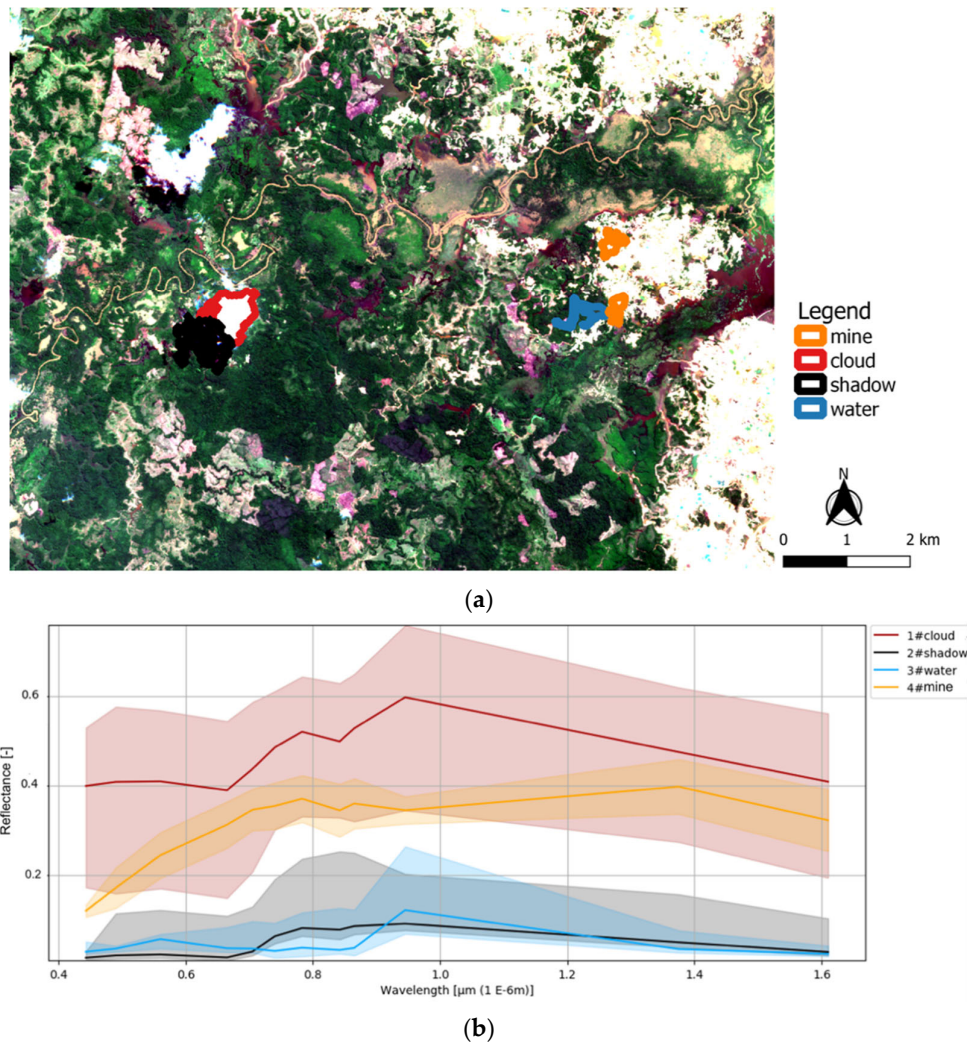 Legend
mine
cloud
shadow
water
N
0 1 2 km
(a)
1#cloud
2#shadow
3#water
4#mine
Reflectance [-]
0.6
0.4
0.2
0.4 0.6 0.8 1.0 1.2 1.4 1.6
Wavelength [µm (1 E-6m)]
(b)